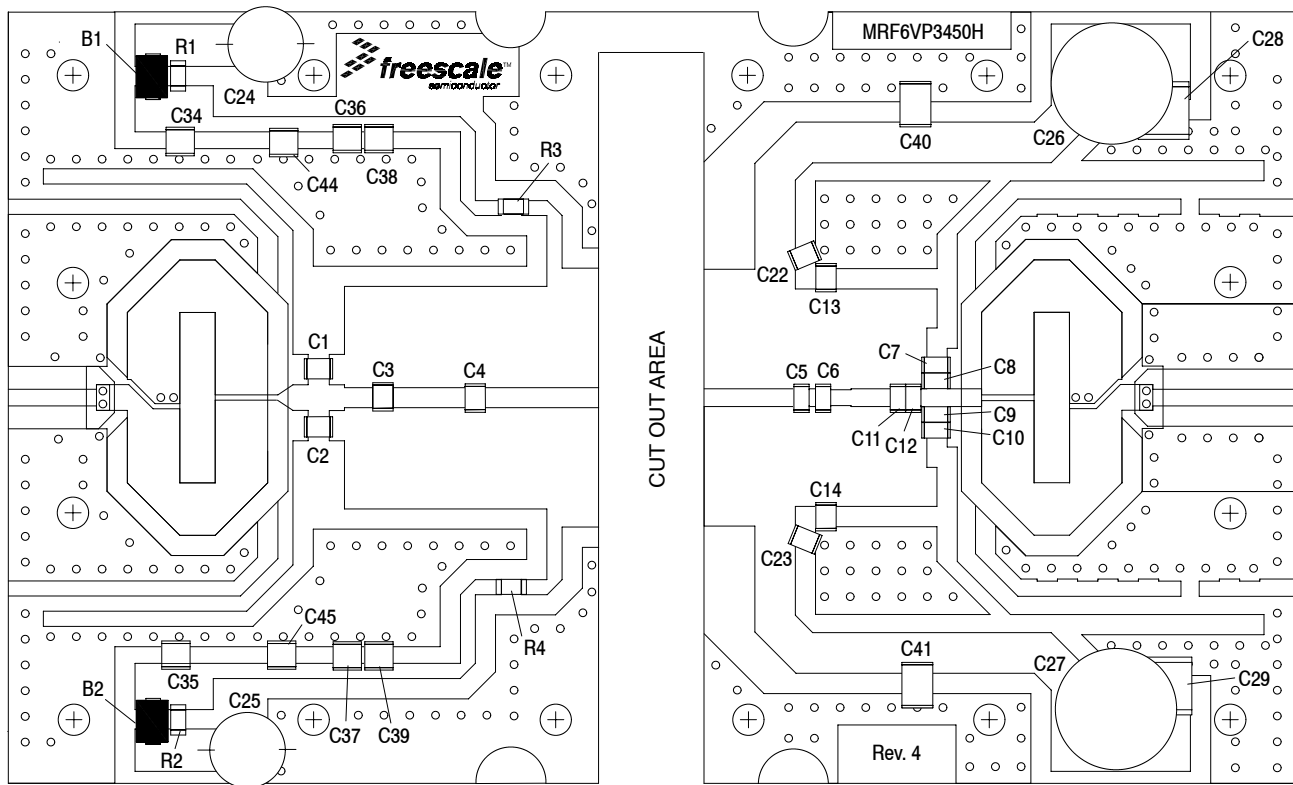 B1
R1
C24
C34
C36
C44
C38
R3
freescale™
semiconductor
MRF6VP3450H
C28
C40
C26
C22
C13
C1
C3
C4
C2
CUT OUT AREA
C5
C6
C7
C8
C9
C10
C11
C12
C14
C23
C45
C35
B2
R2
C25
C37
C39
R4
C41
C27
C29
Rev. 4